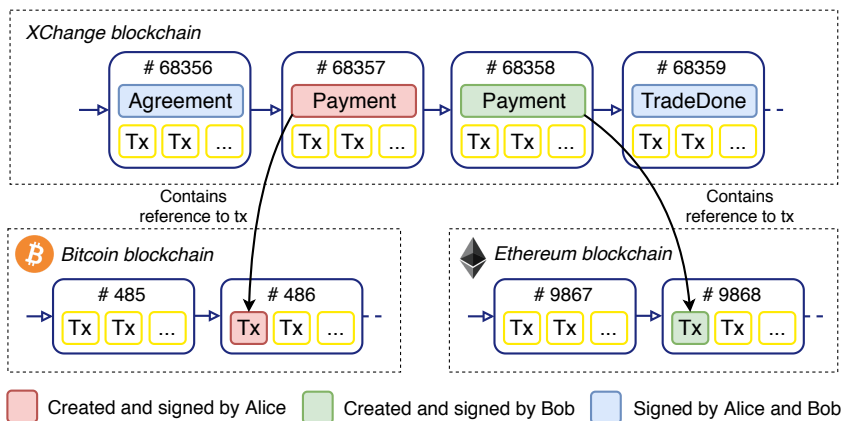 XChange blockchain
# 68356
# 68357
# 68358
# 68359
Agreement
Payment
Payment
TradeDone
Tx Tx ...
Tx Tx ...
Tx Tx ...
Tx Tx ...
Contains
reference to tx
Contains
reference to tx
Bitcoin blockchain
# 485
# 486
Tx Tx ...
Tx Tx ...
Ethereum blockchain
# 9867
# 9868
Tx Tx ...
Tx Tx ...
Created and signed by Alice
Created and signed by Bob
Signed by Alice and Bob